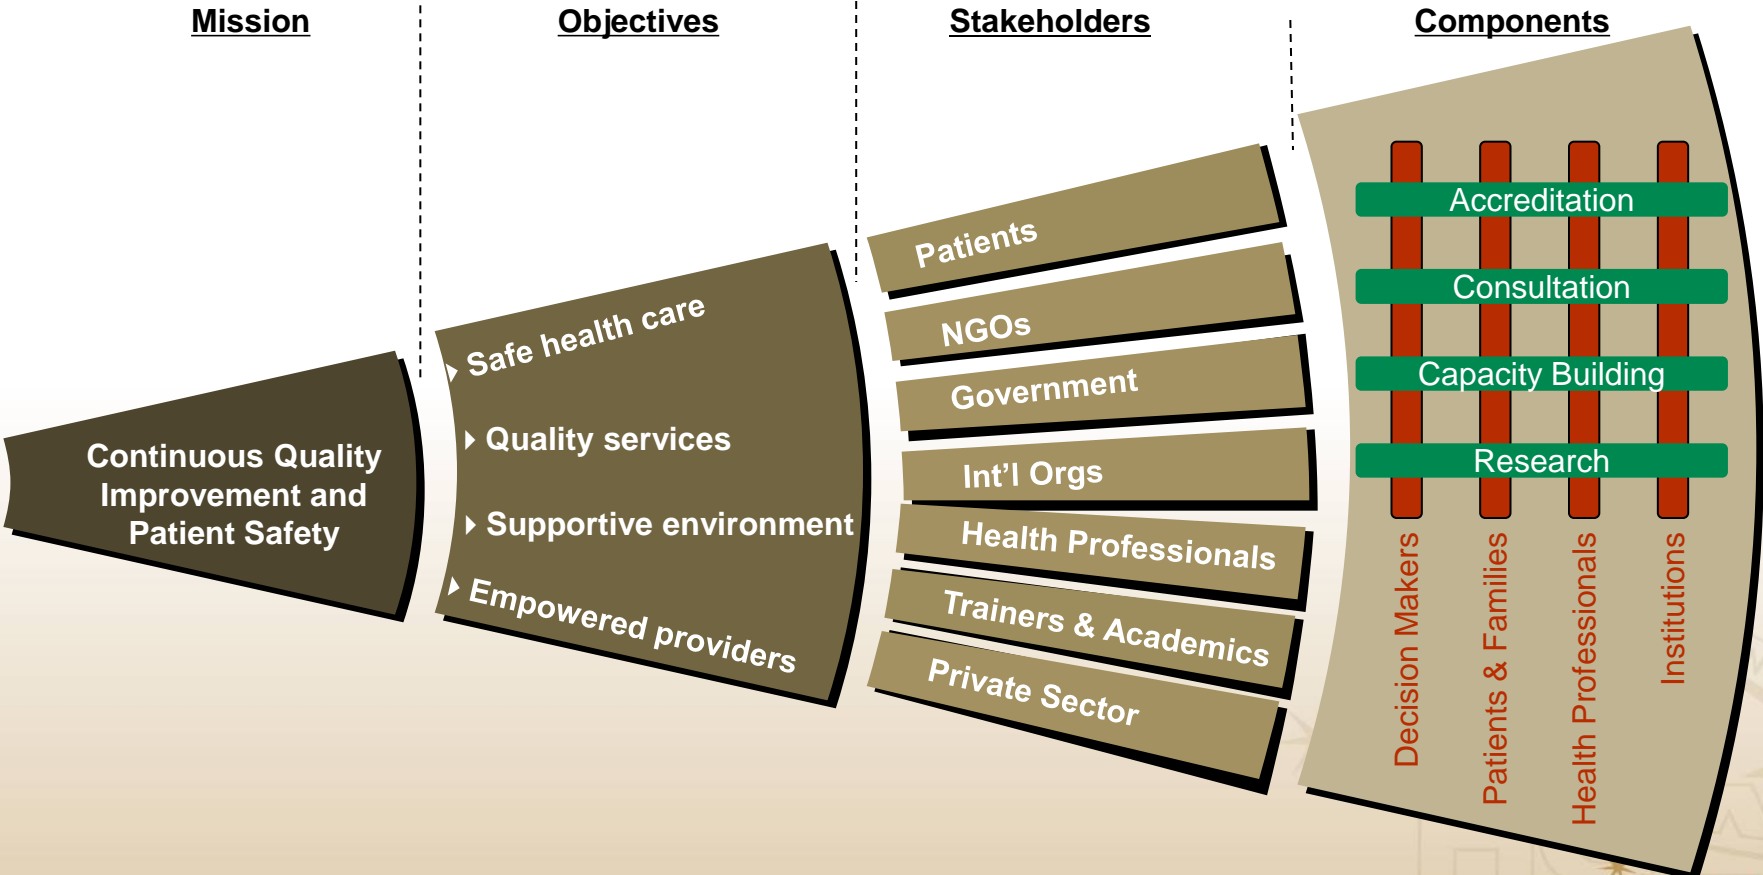 Mission
Objectives
Stakeholders
Components
Continuous Quality
Improvement and
Patient Safety
Safe health care
Quality services
Supportive environment
Empowered providers
Patients
NGOs
Government
Int’l Orgs
Health Professionals
Trainers & Academics
Private Sector
Accreditation
Consultation
Capacity Building
Research
Decision Makers
Patients & Families
Health Professionals
Institutions